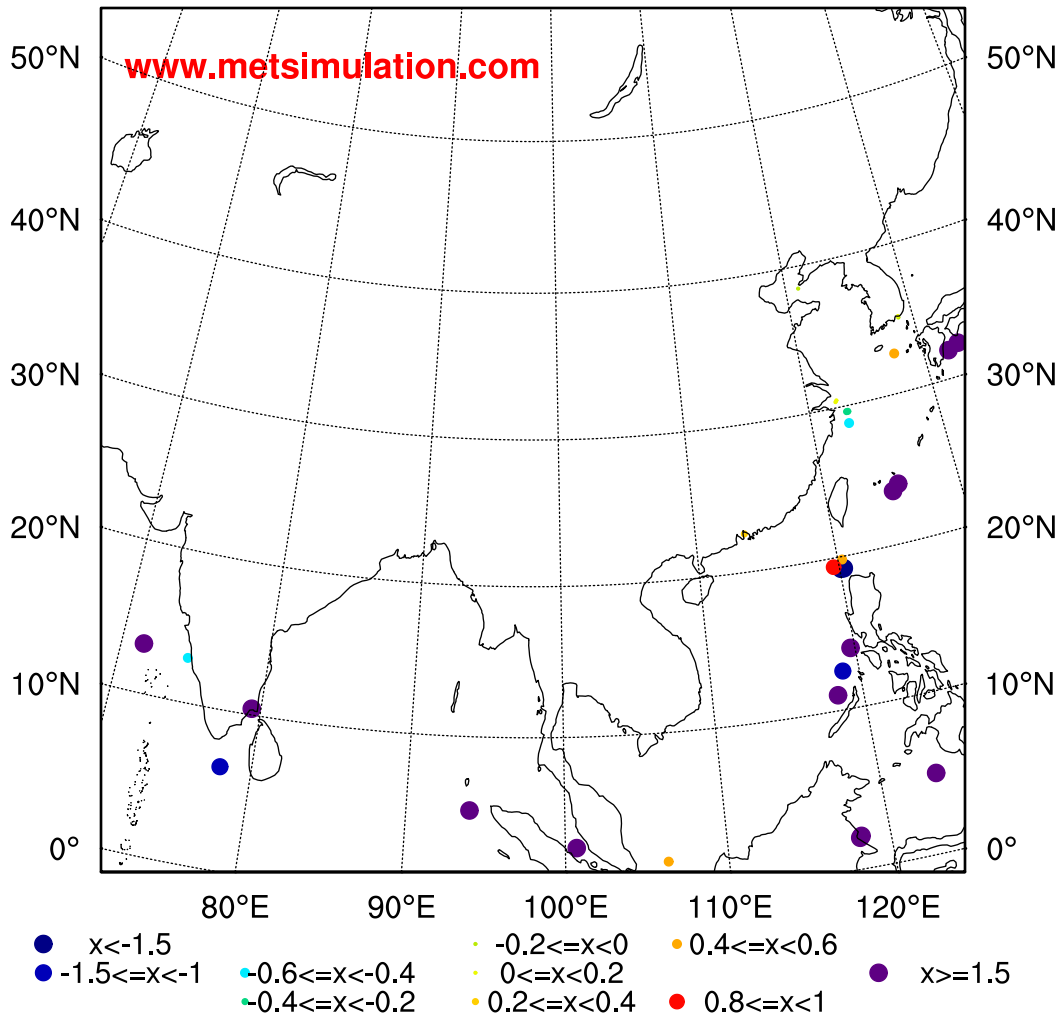 www.metsimulation.com
50°N 50°N
40°N 40°N
30°N 30°N
20°N 20°N
10°N 10°N
0° 0°
80°E 90°E 100°E 110°E 120°E
x<-1.5 -0.2<=x<0 0.4<=x<0.6
-1.5<=x<-1 -0.6<=x<-0.4 0<=x<0.2 x>=1.5
-0.4<=x<-0.2 0.2<=x<0.4 0.8<=x<1